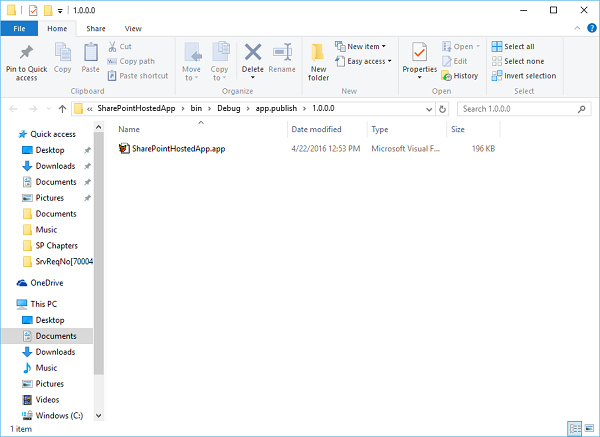 1.0.0.0
File Home Share View
Pin to Quick access
Copy
Paste
Cut
Copy path
Paste shortcut
Clipboard
Move to
Copy to
Delete
Rename
Organize
New folder
New item
Easy access
New
Properties
Open
Edit
History
Open
Select all
Select none
Invert selection
Select
« SharePointHostedApp › bin › Debug › app.publish › 1.0.0.0
Search 1.0.0.0
Name Date modified Type Size
SharePointHostedApp.app 4/22/2016 12:53 PM Microsoft Visual F... 196 KB
Quick access
Desktop
Downloads
Documents
Pictures
Documents
Music
SP Chapters
SrvReqNo[70004
OneDrive
This PC
Desktop
Documents
Downloads
Music
Pictures
Videos
Windows (C:)
1 item